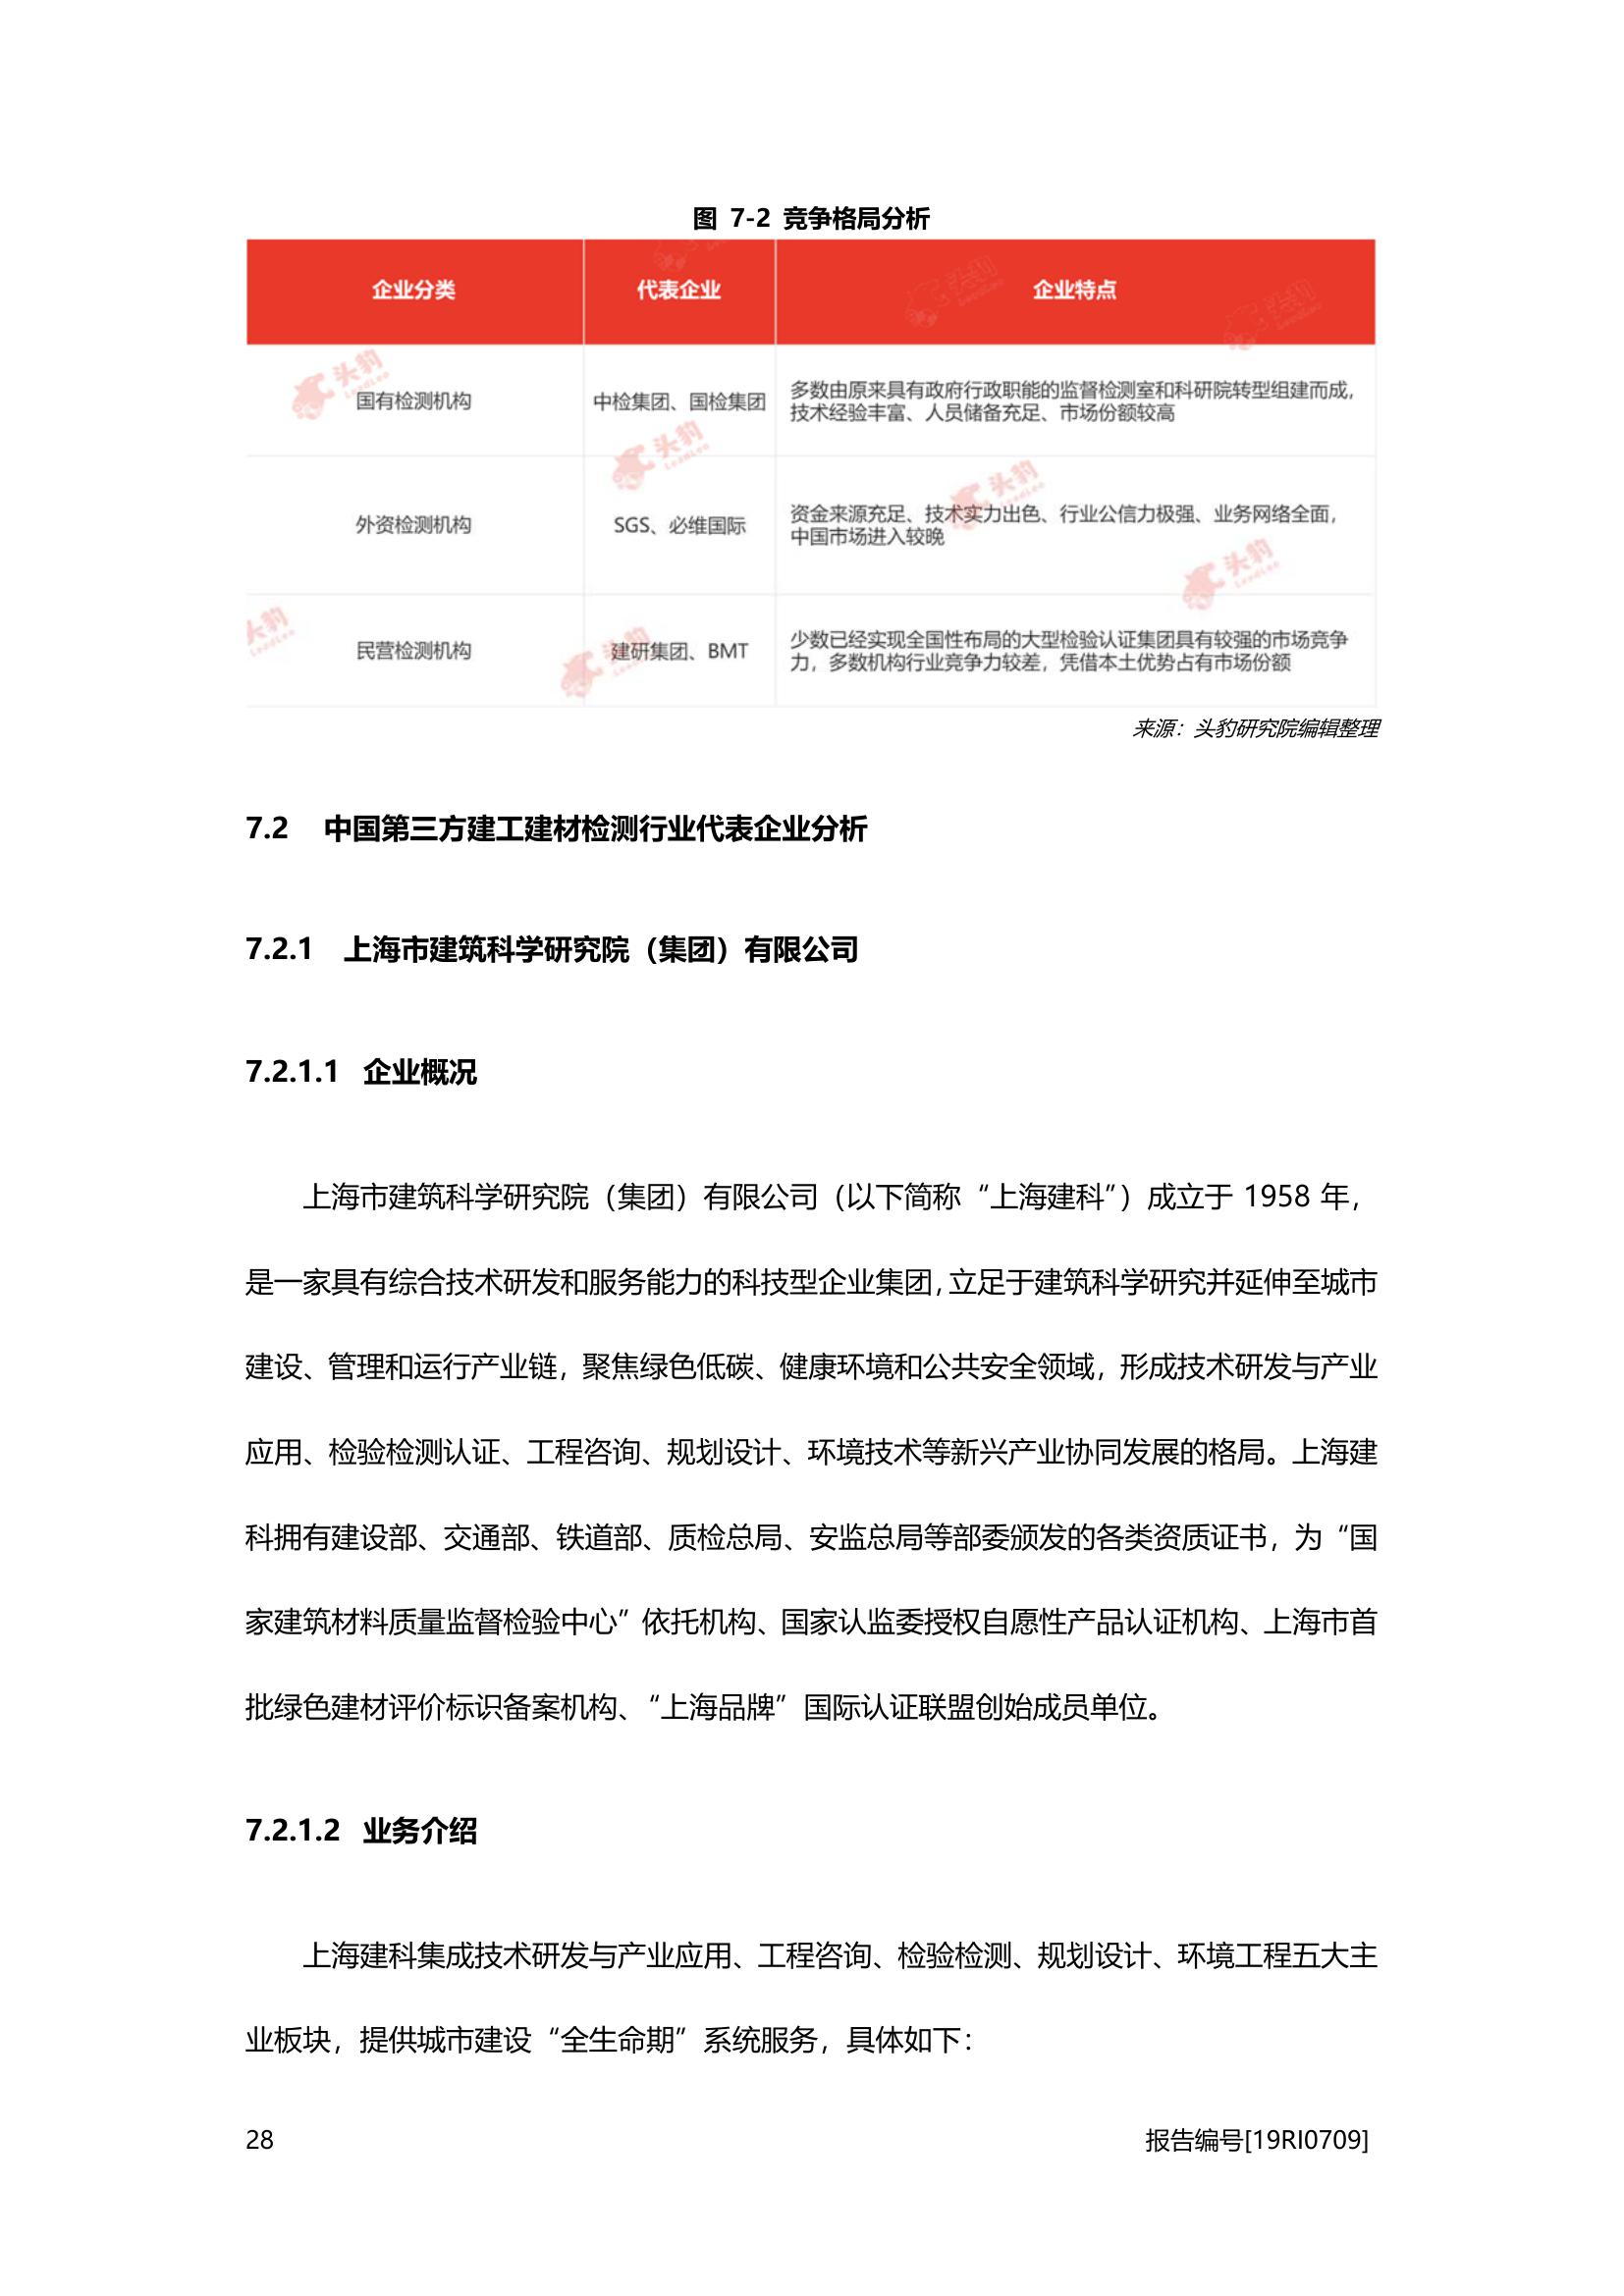 图 7-2 竞争格局分析
企业分类 代表企业 企业特点
国有检测机构 中检集团、国检集团 多数由原来具有政府行政职能的监督检测室和科研院转型组建而成，
技术经验丰富、人员储备充足、市场份额较高
外资检测机构 SGS、必维国际 资金来源充足、技术实力出色、行业公信力极强、业务网络全面，
中国市场进入较晚
民营检测机构 建研集团、BMT 少数已经实现全国性布局的大型检验认证集团具有较强的市场竞争
力，多数机构行业竞争力较差，凭借本土优势占有市场份额
头豹
LeadLeo
来源：头豹研究院编辑整理
7.2 中国第三方建工建材检测行业代表企业分析
7.2.1 上海市建筑科学研究院（集团）有限公司
7.2.1.1 企业概况
上海市建筑科学研究院（集团）有限公司（以下简称“上海建科”）成立于 1958 年，
是一家具有综合技术研发和服务能力的科技型企业集团，立足于建筑科学研究并延伸至城市
建设、管理和运行产业链，聚焦绿色低碳、健康环境和公共安全领域，形成技术研发与产业
应用、检验检测认证、工程咨询、规划设计、环境技术等新兴产业协同发展的格局。上海建
科拥有建设部、交通部、铁道部、质检总局、安监总局等部委颁发的各类资质证书，为“国
家建筑材料质量监督检验中心”依托机构、国家认监委授权自愿性产品认证机构、上海市首
批绿色建材评价标识备案机构、“上海品牌”国际认证联盟创始成员单位。
7.2.1.2 业务介绍
上海建科集成技术研发与产业应用、工程咨询、检验检测、规划设计、环境工程五大主
业板块，提供城市建设“全生命期”系统服务，具体如下：
28 报告编号[19RI0709]